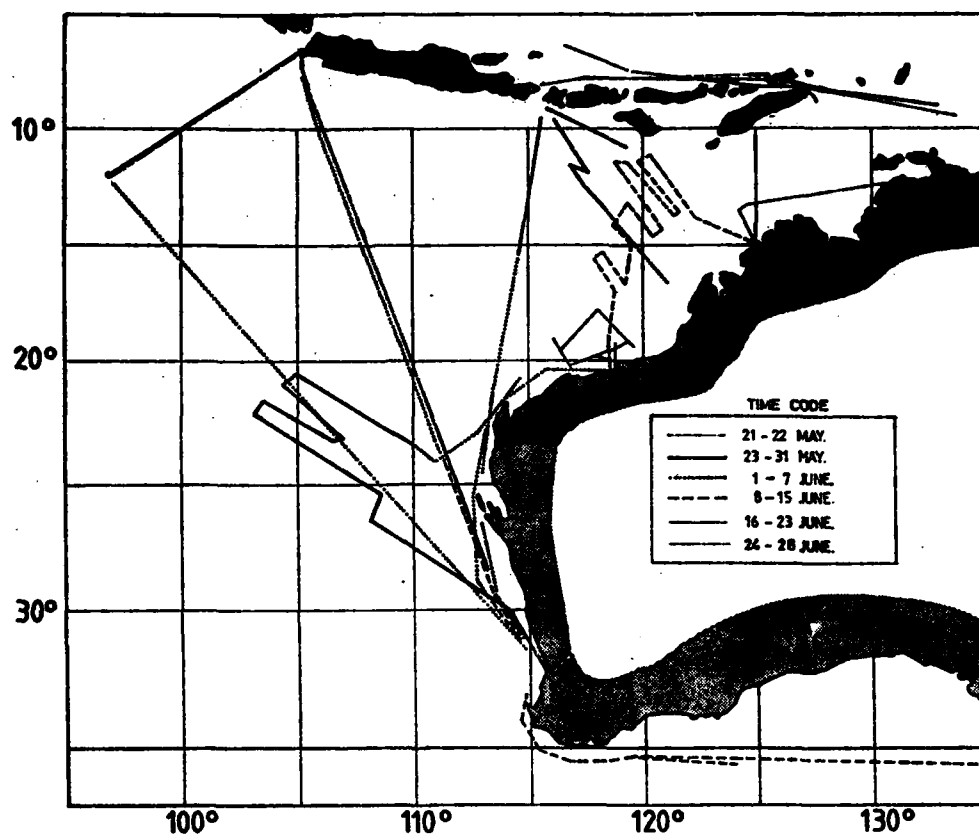 10°
20°
30°
TIME CODE
21-22 MAY.
23-31 MAY.
1-7 JUNE.
8-15 JUNE.
16-23 JUNE.
24-28 JUNE.
100° 110° 120° 130°